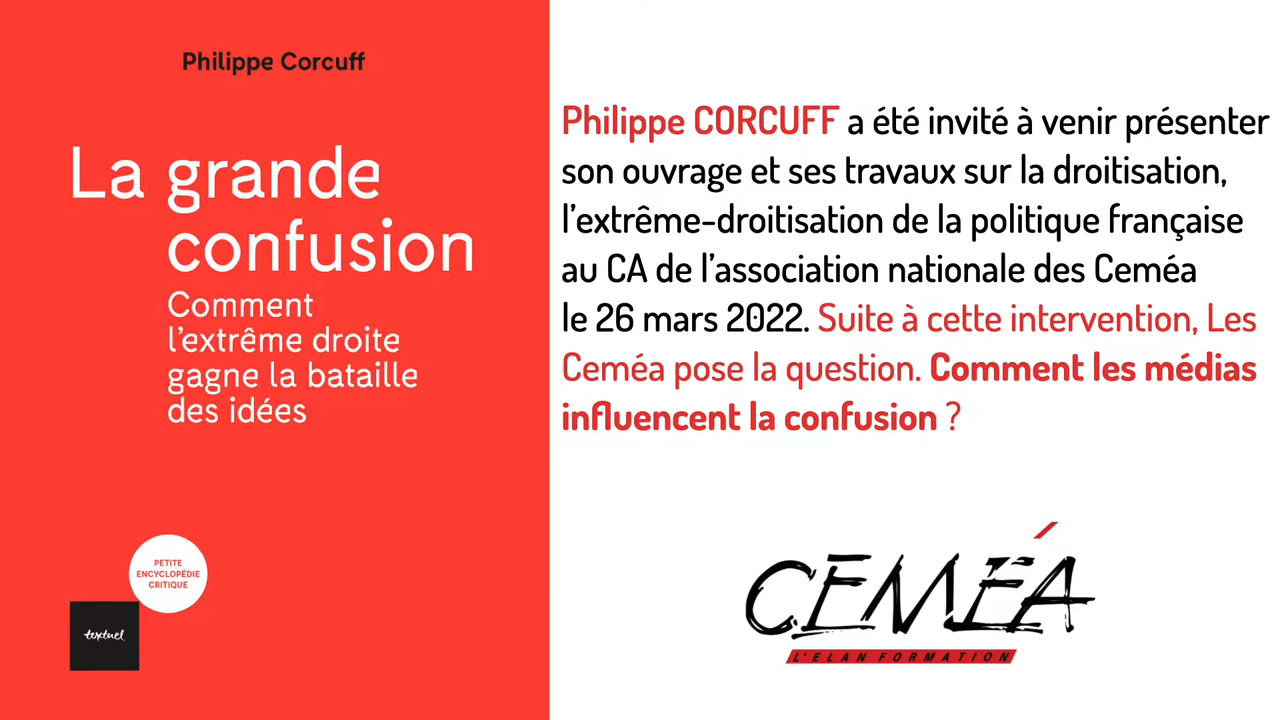 Philippe Corcuff
La grande
confusion
Comment
l'extrême droite
gagne la bataille
des idées
PETITE
ENCYCLOPÉDIE
CRITIQUE
textuel
Philippe CORCUFF a été invité à venir présenter
son ouvrage et ses travaux sur la droitisation,
l'extrême-droitisation de la politique française
au CA de l'association nationale des Ceméa
le 26 mars 2022. Suite à cette intervention, Les
Ceméa pose la question. Comment les médias
influencent la confusion ?
CEMÉA
L'ELAN FORMATION